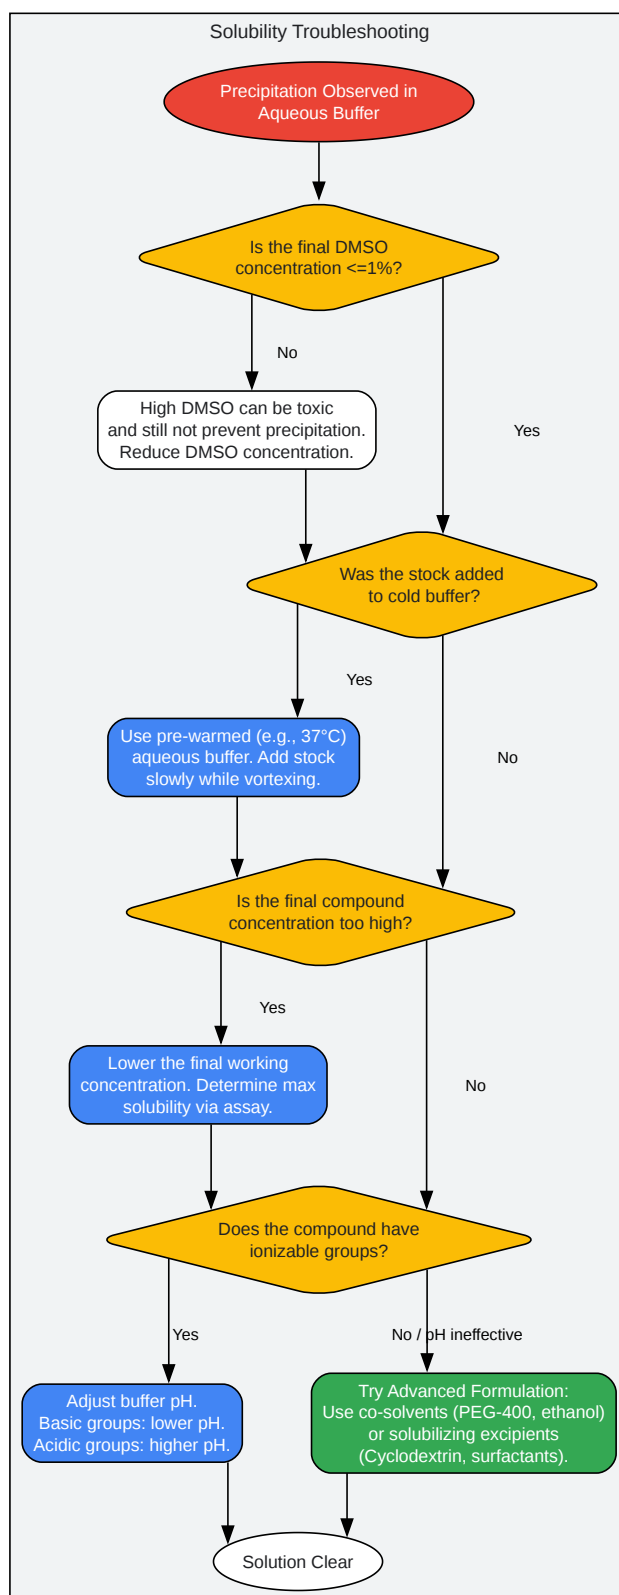 Solubility Troubleshooting
Precipitation Observed in
Aqueous Buffer
Is the final DMSO
concentration <=1%?
No
High DMSO can be toxic
and still not prevent precipitation.
Reduce DMSO concentration.
Yes
Was the stock added
to cold buffer?
Yes
Use pre-warmed (e.g., 37°C)
aqueous buffer. Add stock
slowly while vortexing.
No
Is the final compound
concentration too high?
Yes
Lower the final working
concentration. Determine max
solubility via assay.
No
Does the compound have
ionizable groups?
Yes
No / pH ineffective
Adjust buffer pH.
Basic groups: lower pH.
Acidic groups: higher pH.
Try Advanced Formulation:
Use co-solvents (PEG-400, ethanol)
or solubilizing excipients
(Cyclodextrin, surfactants).
Solution Clear